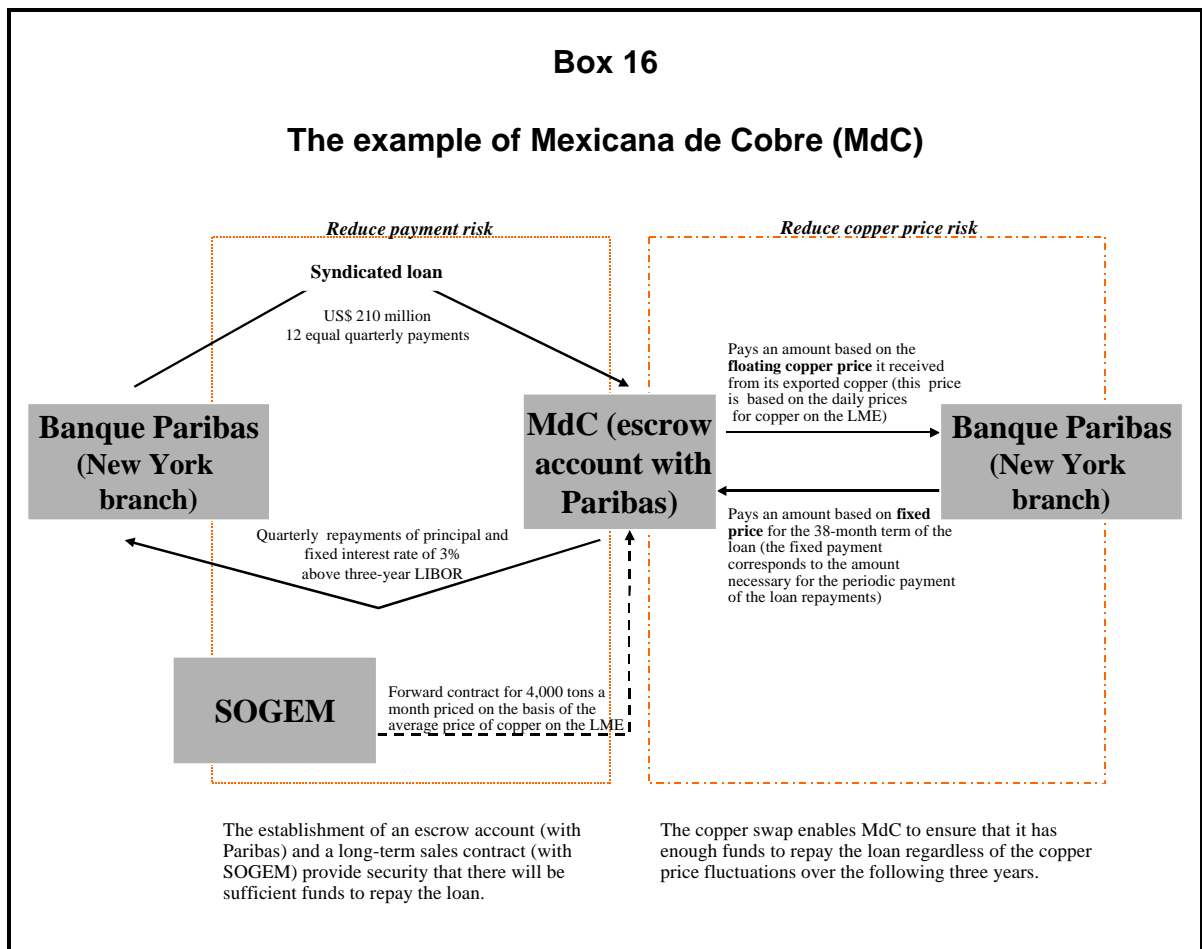 Box 16
The example of Mexicana de Cobre (MdC)
Reduce payment risk
Reduce copper price risk
Syndicated loan
US$ 210 million
12 equal quarterly payments
Pays an amount based on the
floating copper price it received
from its exported copper (this price
is based on the daily prices
for copper on the LME)
Banque Paribas
(New York
branch)
MdC (escrow
account with
Paribas)
Banque Paribas
(New York
branch)
Pays an amount based on fixed
price for the 38-month term of the
loan (the fixed payment
corresponds to the amount
necessary for the periodic payment
of the loan repayments)
Quarterly repayments of principal and
fixed interest rate of 3%
above three-year LIBOR
SOGEM
Forward contract for 4,000 tons a
month priced on the basis of the
average price of copper on the LME
The establishment of an escrow account (with
Paribas) and a long-term sales contract (with
SOGEM) provide security that there will be
sufficient funds to repay the loan.
The copper swap enables MdC to ensure that it has
enough funds to repay the loan regardless of the copper
price fluctuations over the following three years.